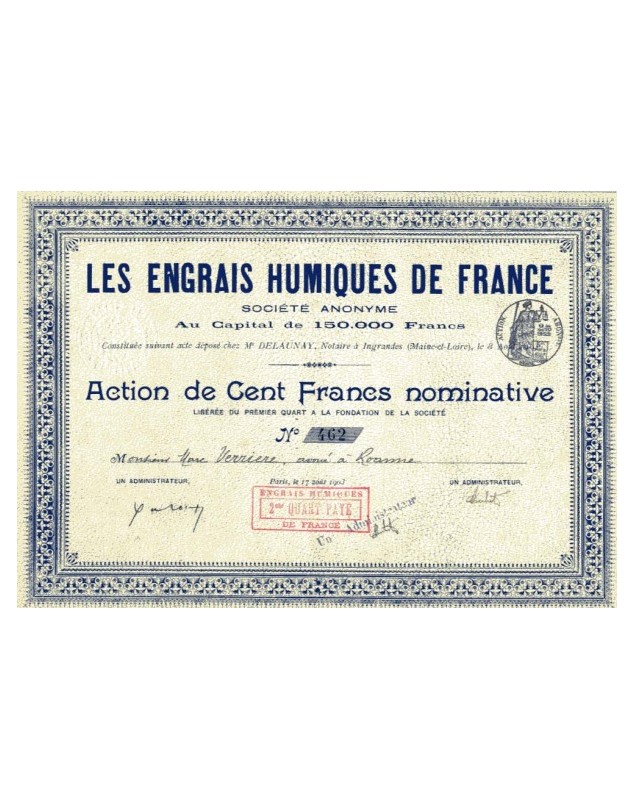 LES ENGRAIS HUMIQUES DE FRANCE
SOCIÉTÉ ANONYME
Au Capital de 150.000 Francs
Constituée suivant acte déposé chez Me DELAUNAY, Notaire à Ingrandes (Maine-et-Loire), le 8
ACTION
Action de Cent Francs nominative
LIBÉRÉE DU PREMIER QUART A LA FONDATION DE LA SOCIÉTÉ
No 462
Monsieur Marc Verriere, avoué à Roanne
UN ADMINISTRATEUR,
Paris, le 17 août 1903
UN ADMINISTRATEUR,
ENGRAIS HUMIQUES
2me QUART PAYÉ
DE FRANCE
Un Administrateur